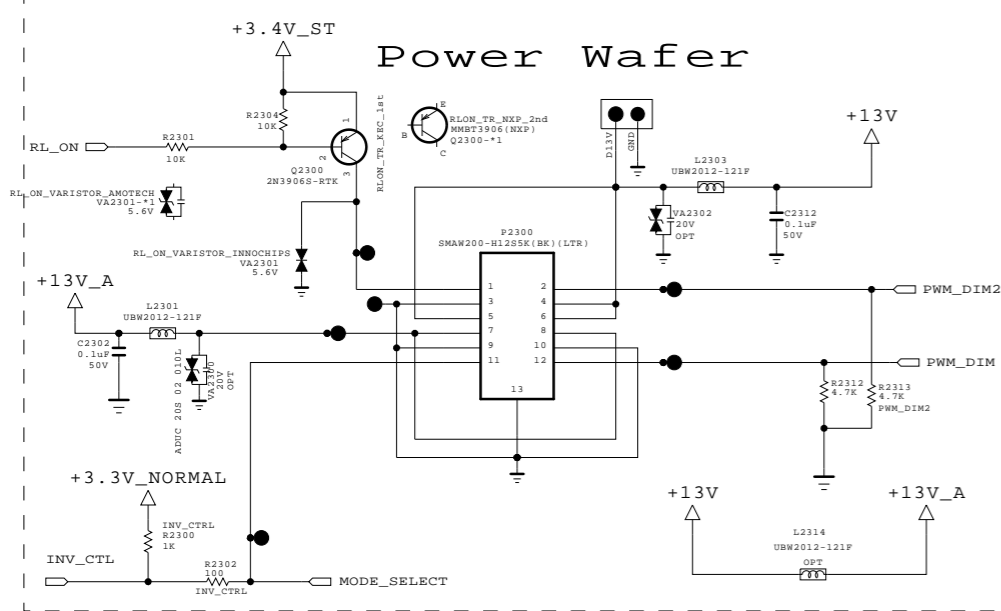 Power Wafer
+3.4V_ST
R2304
10K
R2301
10K
RL_ON
1
2
3
Q2300
2N3906S-RTK
RLON_TR_KEC_1st
E
B
C
RLON_TR_NXP_2nd
MMBT3906(NXP)
Q2300-*1
RL_ON_VARISTOR_AMOTECH
VA2301-*1
5.6V
RL_ON_VARISTOR_INNOCHIPS
VA2301
5.6V
D13V
GND
+13V
L2303
UBW2012-121F
VA2302
20V
OPT
C2312
0.1uF
50V
P2300
SMAW200-H12S5K(BK)(LTR)
1
2
3
4
5
6
7
8
9
10
11
12
13
+13V_A
L2301
UBW2012-121F
C2302
0.1uF
50V
ADUC 20S 02 010L
VA2300
20V
OPT
PWM_DIM2
PWM_DIM
R2312
4.7K
R2313
4.7K
PWM_DIM2
+3.3V_NORMAL
INV_CTRL
R2300
1K
INV_CTL
R2302
100
INV_CTRL
MODE_SELECT
+13V
+13V_A
L2314
UBW2012-121F
OPT